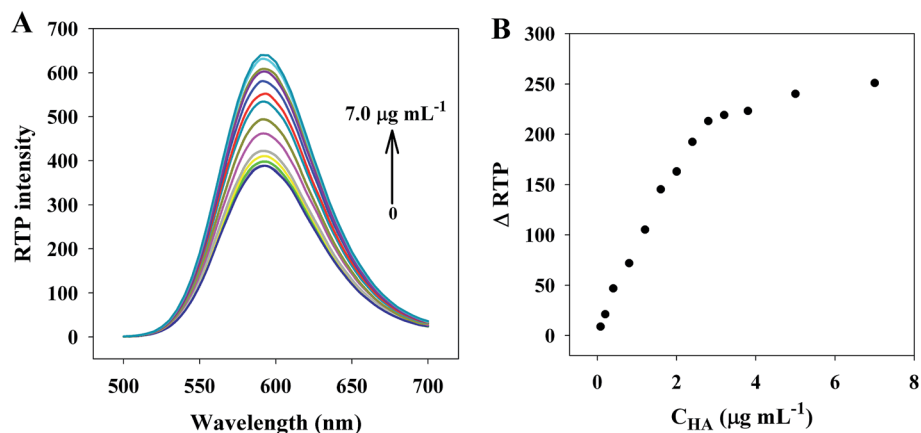 A
700
600
500
400
300
200
100
0
RTP intensity
7.0 µg mL⁻¹
0
500 550 600 650 700
Wavelength (nm)
B
300
250
200
150
100
50
0
Δ RTP
0 2 4 6 8
C_HA (µg mL⁻¹)